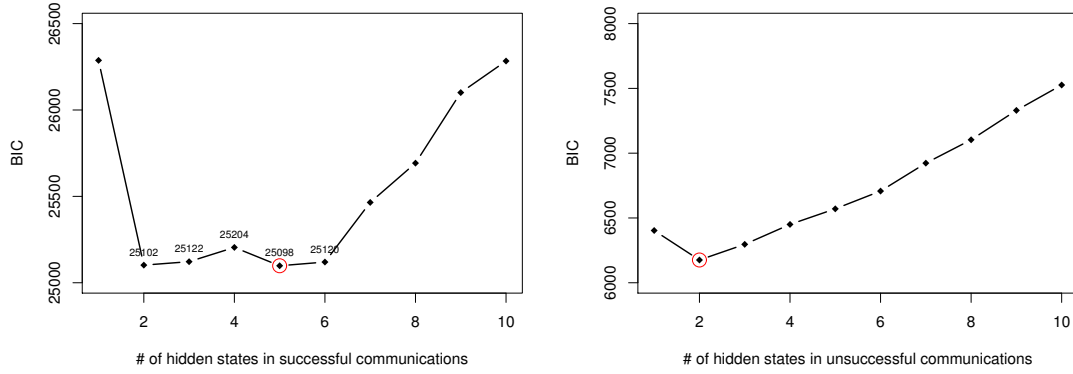 26500
26000
25500
25000
BIC
25102
25122
25204
25098
25120
2 4 6 8 10
# of hidden states in successful communications
8000
7500
7000
6500
6000
BIC
2 4 6 8 10
# of hidden states in unsuccessful communications